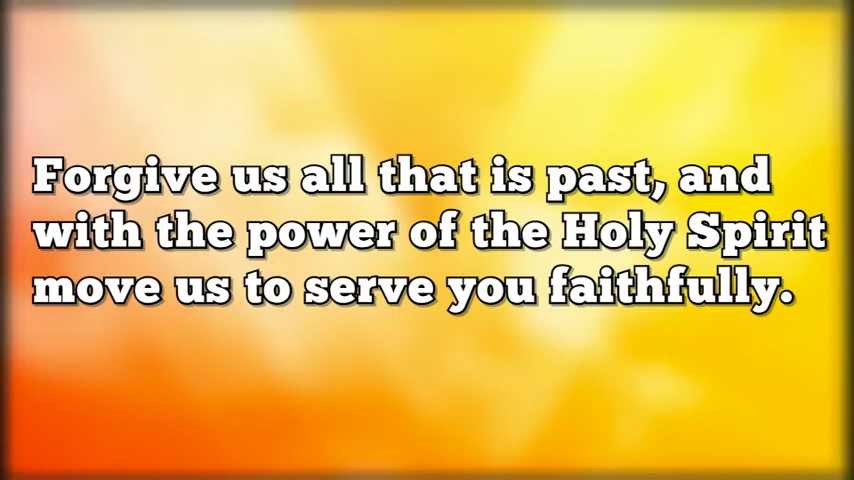 Forgive us all that is past, and
with the power of the Holy Spirit
move us to serve you faithfully.